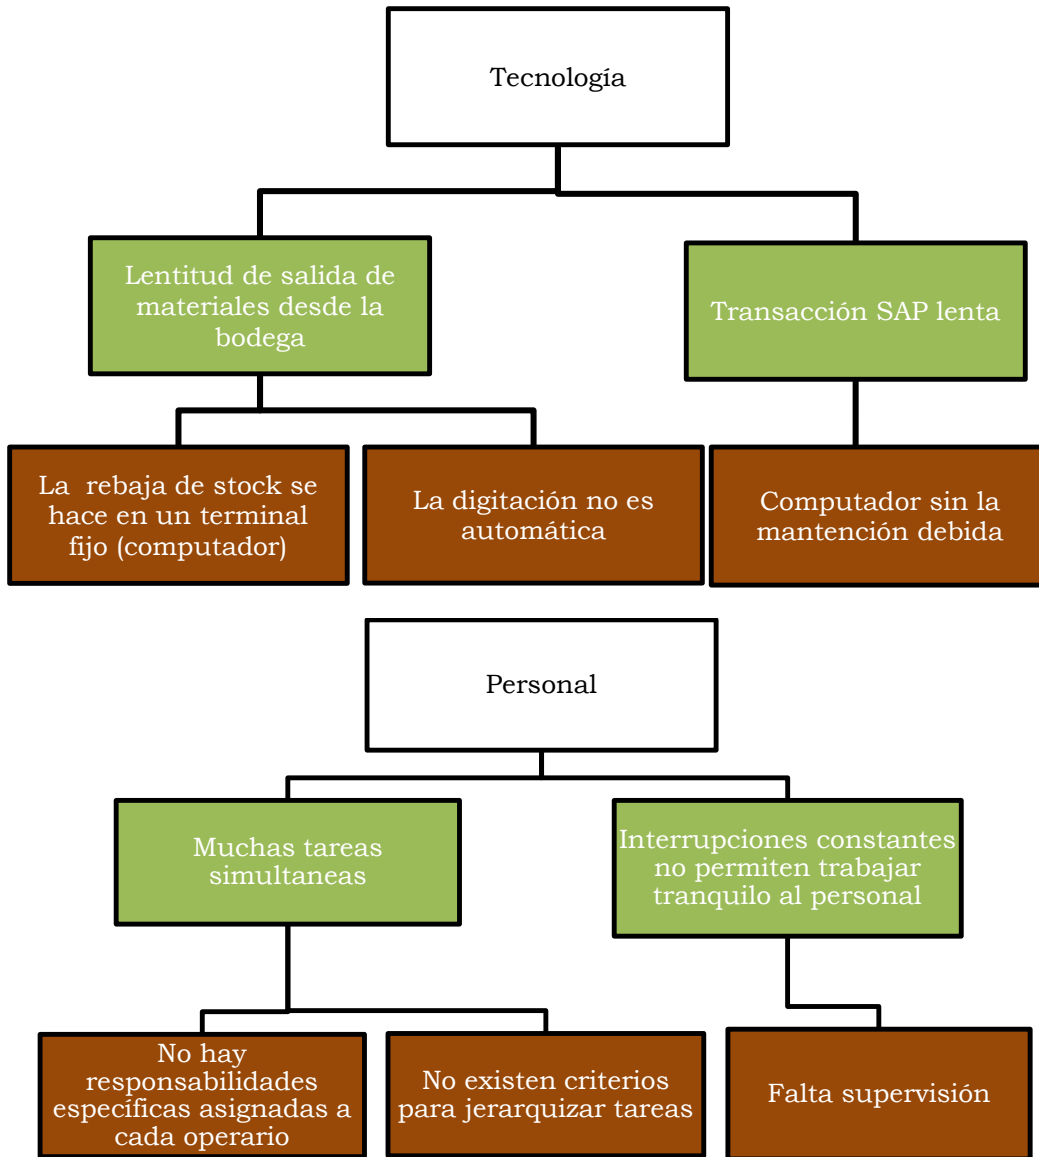 Tecnología
Lentitud de salida de
materiales desde la
bodega
Transacción SAP lenta
La  rebaja de stock se
hace en un terminal
fijo (computador)
La digitación no es
automática
Computador sin la
mantención debida
Personal
Muchas tareas
simultaneas
Interrupciones constantes
no permiten trabajar
tranquilo al personal
No hay
responsabilidades
específicas asignadas a
cada operario
No existen criterios
para jerarquizar tareas
Falta supervisión